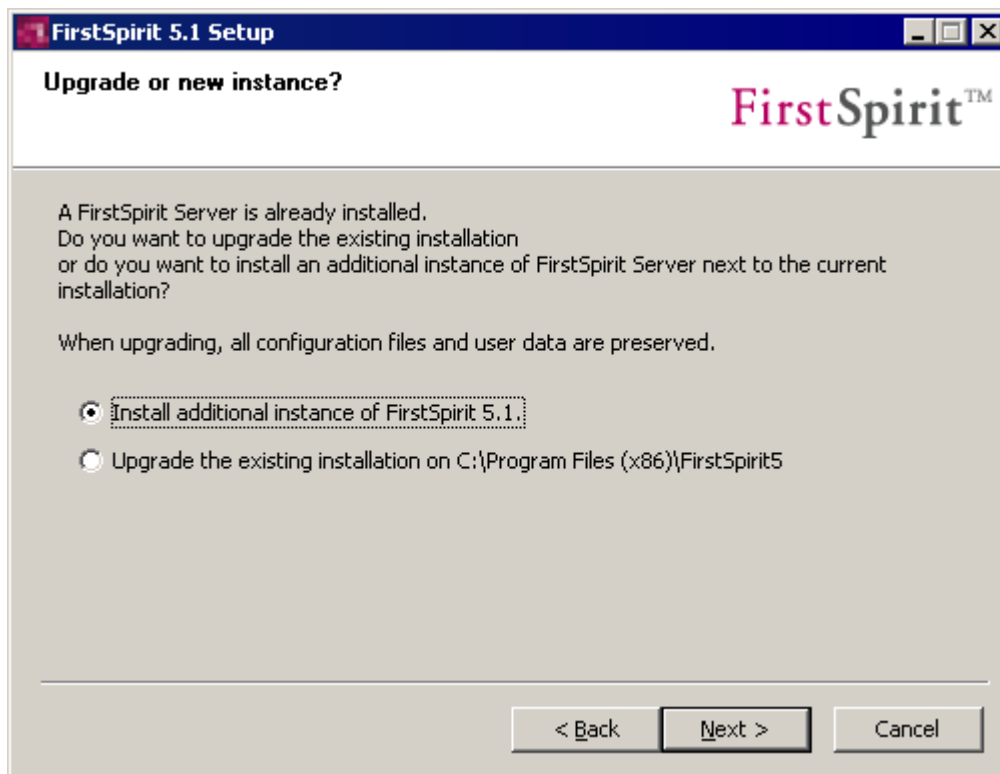 FirstSpirit 5.1 Setup
Upgrade or new instance?
FirstSpirit™
A FirstSpirit Server is already installed.
Do you want to upgrade the existing installation
or do you want to install an additional instance of FirstSpirit Server next to the current
installation?
When upgrading, all configuration files and user data are preserved.
Install additional instance of FirstSpirit 5.1.
Upgrade the existing installation on C:\Program Files (x86)\FirstSpirit5
< Back
Next >
Cancel